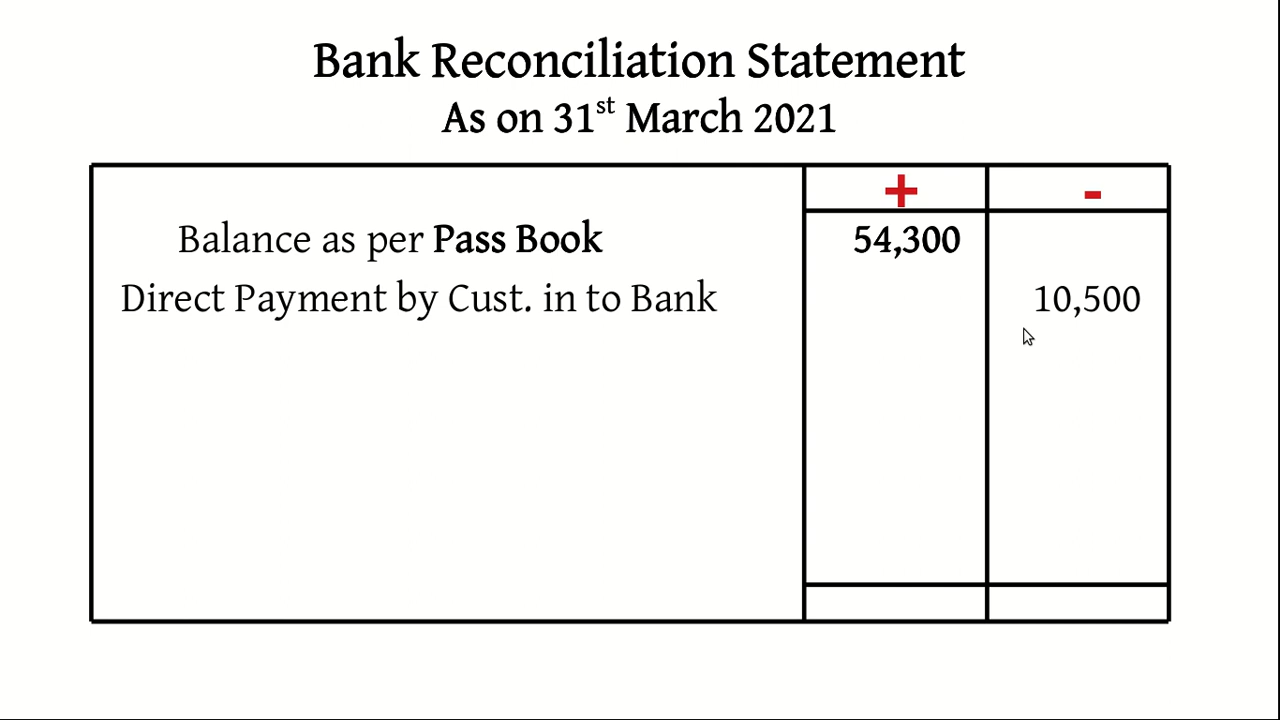 Bank Reconciliation Statement
As on 31st March 2021
+ -
Balance as per Pass Book 54,300
Direct Payment by Cust. in to Bank 10,500